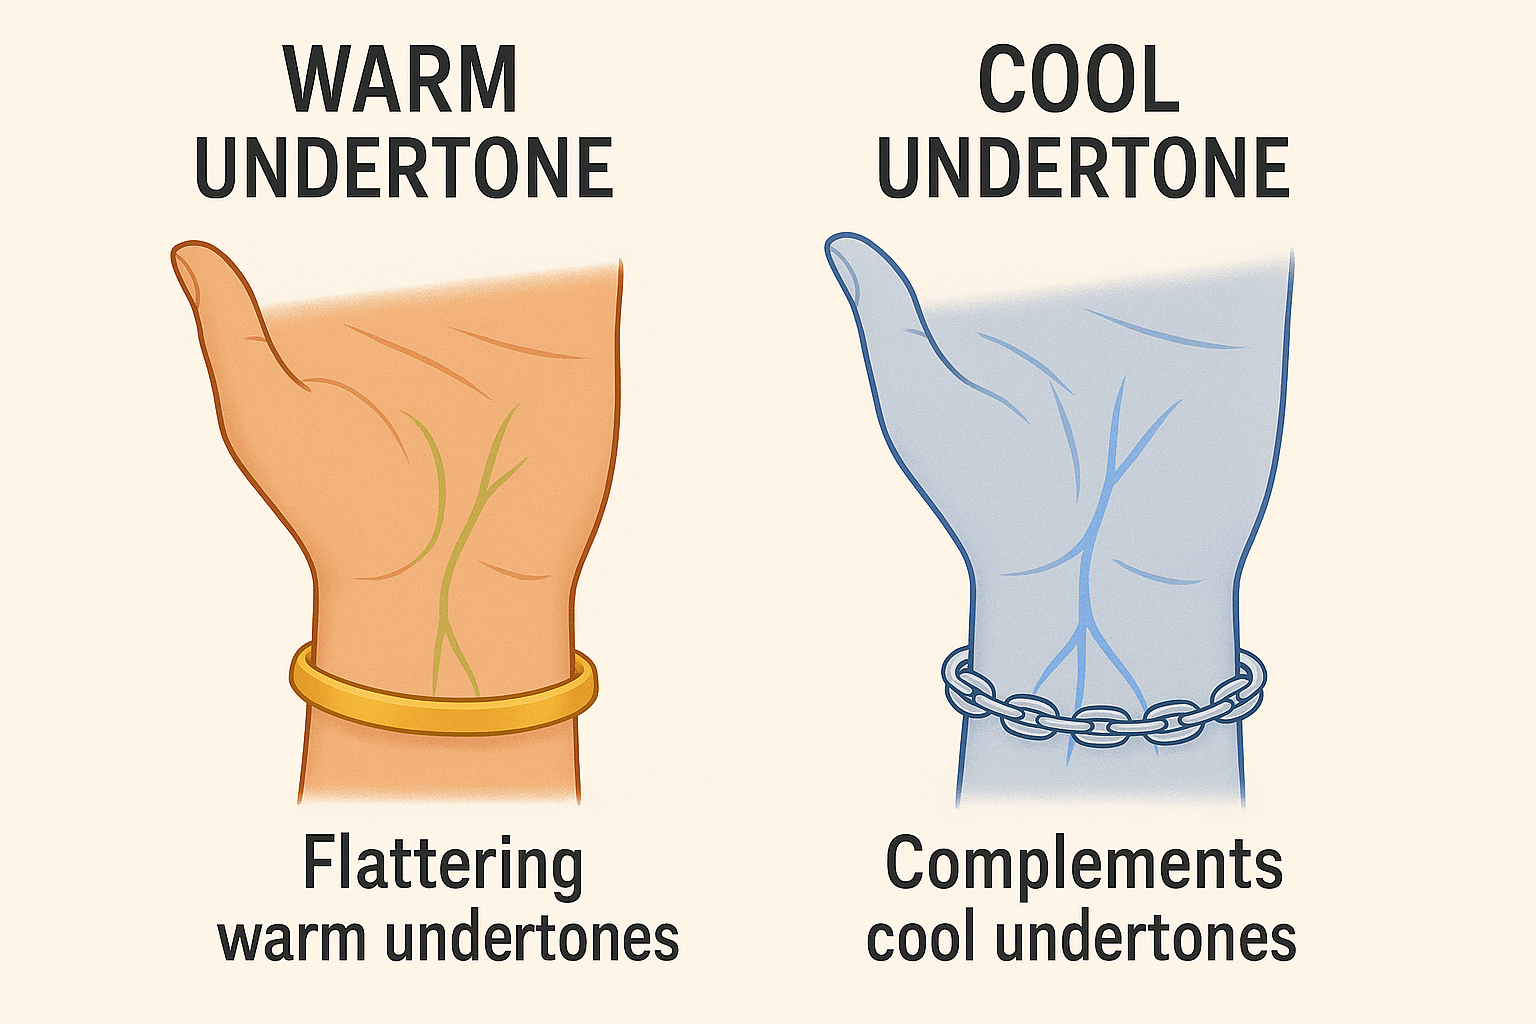 WARM
UNDERTONE
Flattering
warm undertones
COOL
UNDERTONE
Complements
cool undertones